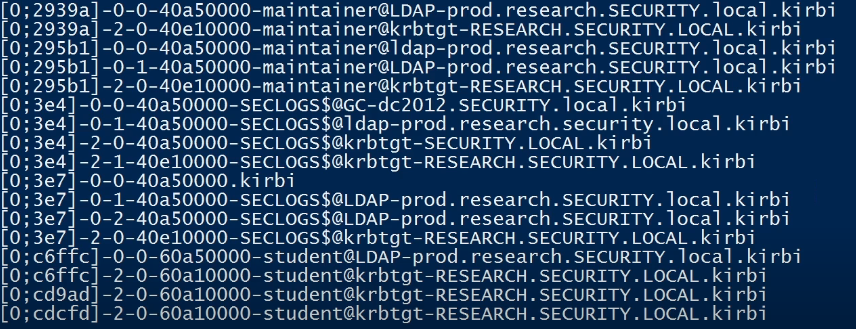 [0;2939a]-0-0-40a50000-maintainer@LDAP-prod.research.SECURITY.local.kirbi
[0;2939a]-2-0-40e10000-maintainer@krbtgt-RESEARCH.SECURITY.LOCAL.kirbi
[0;295b1]-0-0-40a50000-maintainer@ldap-prod.research.SECURITY.local.kirbi
[0;295b1]-0-1-40a50000-maintainer@LDAP-prod.research.SECURITY.local.kirbi
[0;295b1]-2-0-40e10000-maintainer@krbtgt-RESEARCH.SECURITY.LOCAL.kirbi
[0;3e4]-0-0-40a50000-SECLOGS$@GC-dc2012.SECURITY.local.kirbi
[0;3e4]-0-1-40a50000-SECLOGS$@ldap-prod.research.security.local.kirbi
[0;3e4]-2-0-40a50000-SECLOGS$@krbtgt-SECURITY.LOCAL.kirbi
[0;3e4]-2-1-40e10000-SECLOGS$@krbtgt-RESEARCH.SECURITY.LOCAL.kirbi
[0;3e7]-0-0-40a50000.kirbi
[0;3e7]-0-1-40a50000-SECLOGS$@LDAP-prod.research.SECURITY.local.kirbi
[0;3e7]-0-2-40a50000-SECLOGS$@LDAP-prod.research.SECURITY.local.kirbi
[0;3e7]-2-0-40e10000-SECLOGS$@krbtgt-RESEARCH.SECURITY.LOCAL.kirbi
[0;c6ffc]-0-0-60a50000-student@LDAP-prod.research.SECURITY.local.kirbi
[0;c6ffc]-2-0-60a10000-student@krbtgt-RESEARCH.SECURITY.LOCAL.kirbi
[0;cd9ad]-2-0-60a10000-student@krbtgt-RESEARCH.SECURITY.LOCAL.kirbi
[0;cdcfd]-2-0-60a10000-student@krbtgt-RESEARCH.SECURITY.LOCAL.kirbi